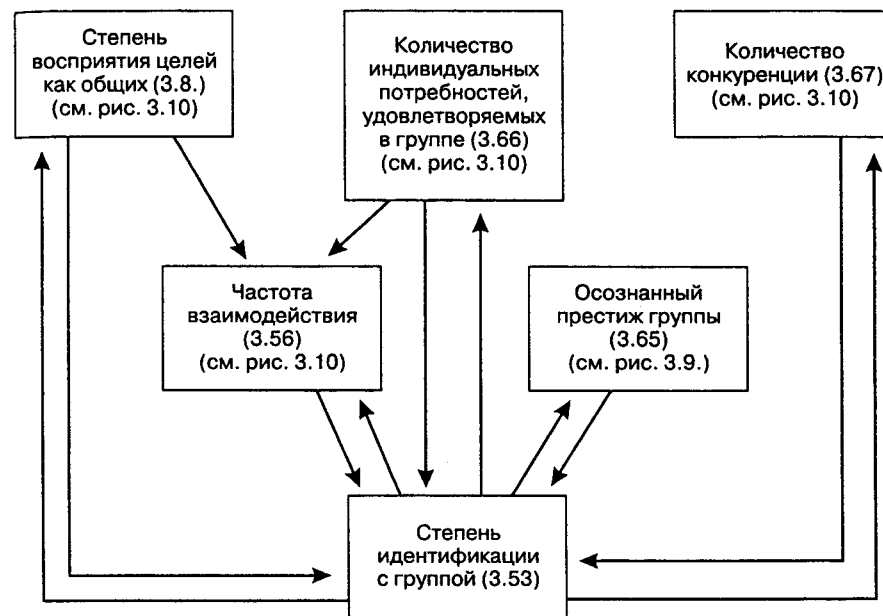 Степень
восприятия целей
как общих (3.8.)
(см. рис. 3.10)
Количество
индивидуальных
потребностей,
удовлетворяемых
в группе (3.66)
(см. рис. 3.10)
Количество
конкуренции (3.67)
(см. рис. 3.10)
Частота
взаимодействия
(3.56)
(см. рис. 3.10)
Осознанный
престиж группы
(3.65)
(см. рис. 3.9.)
Степень
идентификации
с группой (3.53)